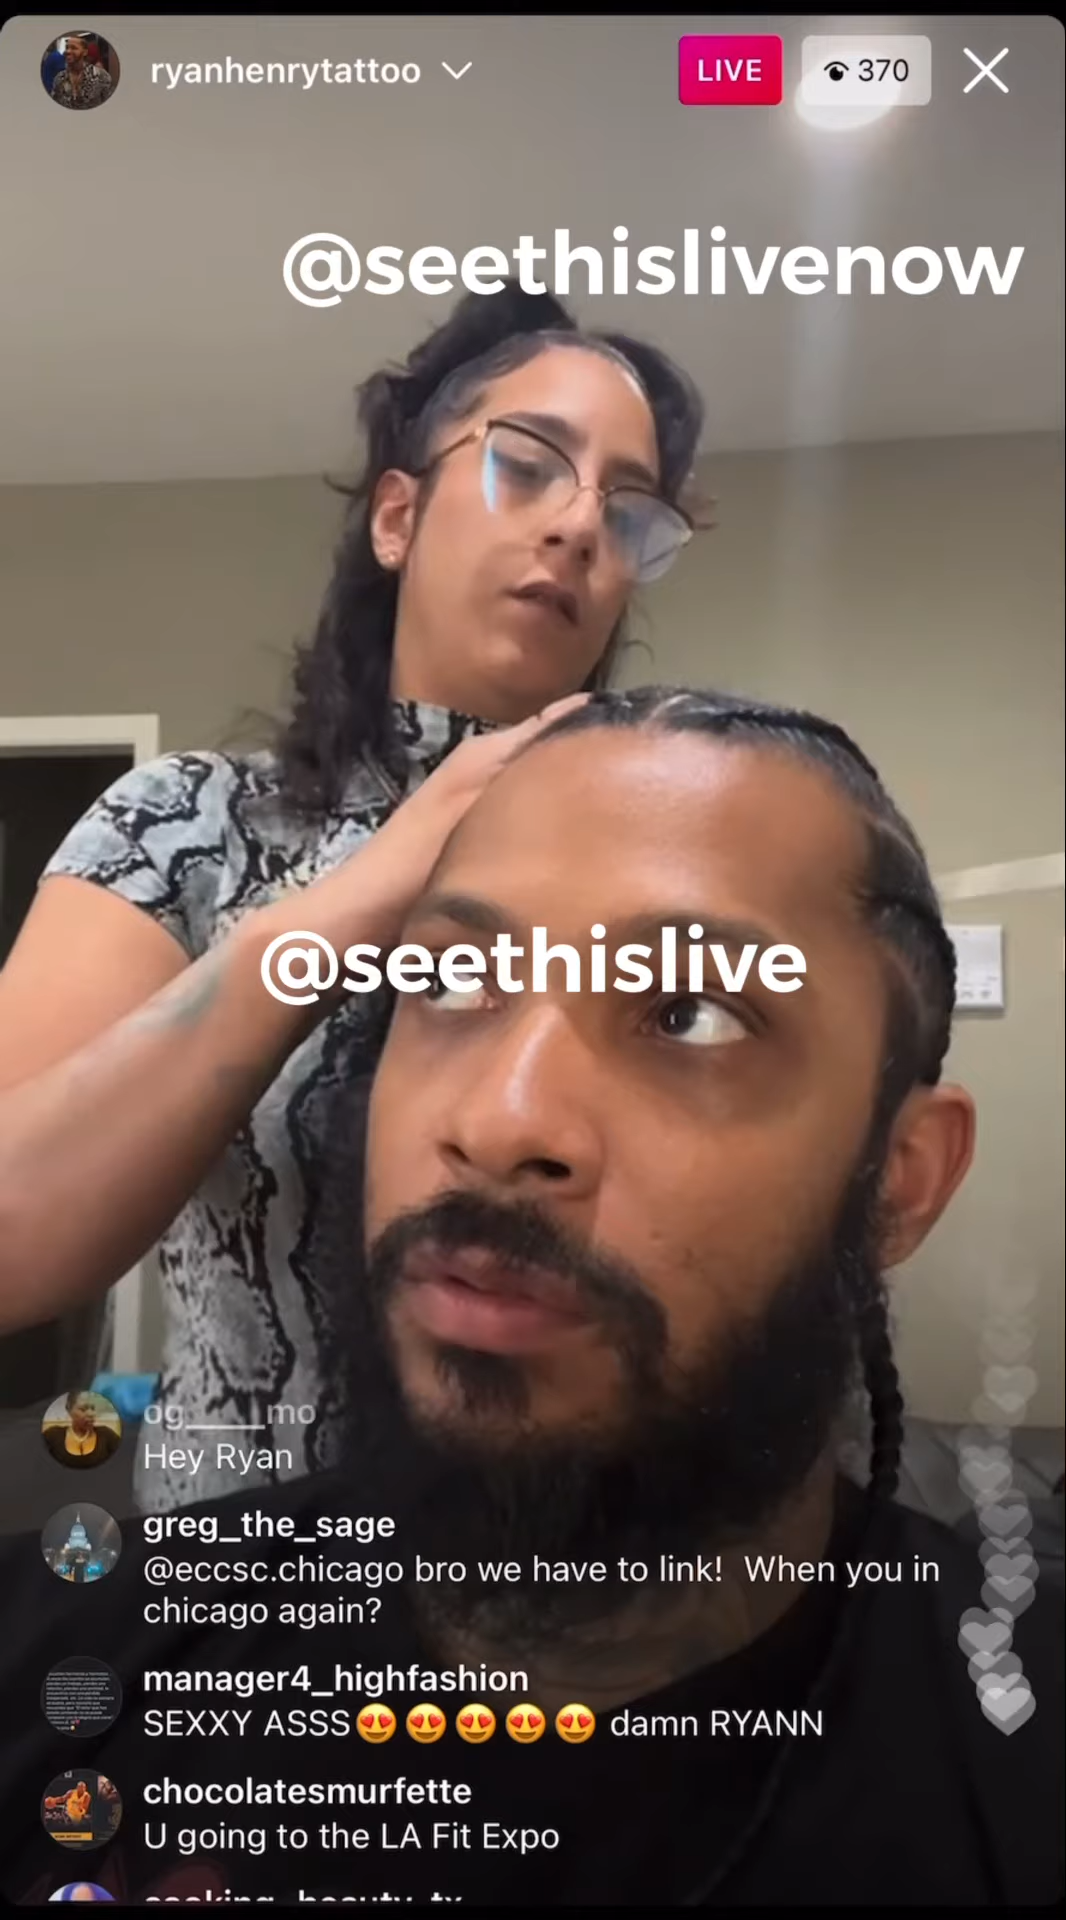 ryanhenrytattoo
LIVE
370
@seethislivenow
@seethislive
og____mo
Hey Ryan
greg_the_sage
@eccsc.chicago bro we have to link! When you in
chicago again?
manager4_highfashion
SEXXY ASSS😍😍😍😍😍 damn RYANN
chocolatesmurfette
U going to the LA Fit Expo